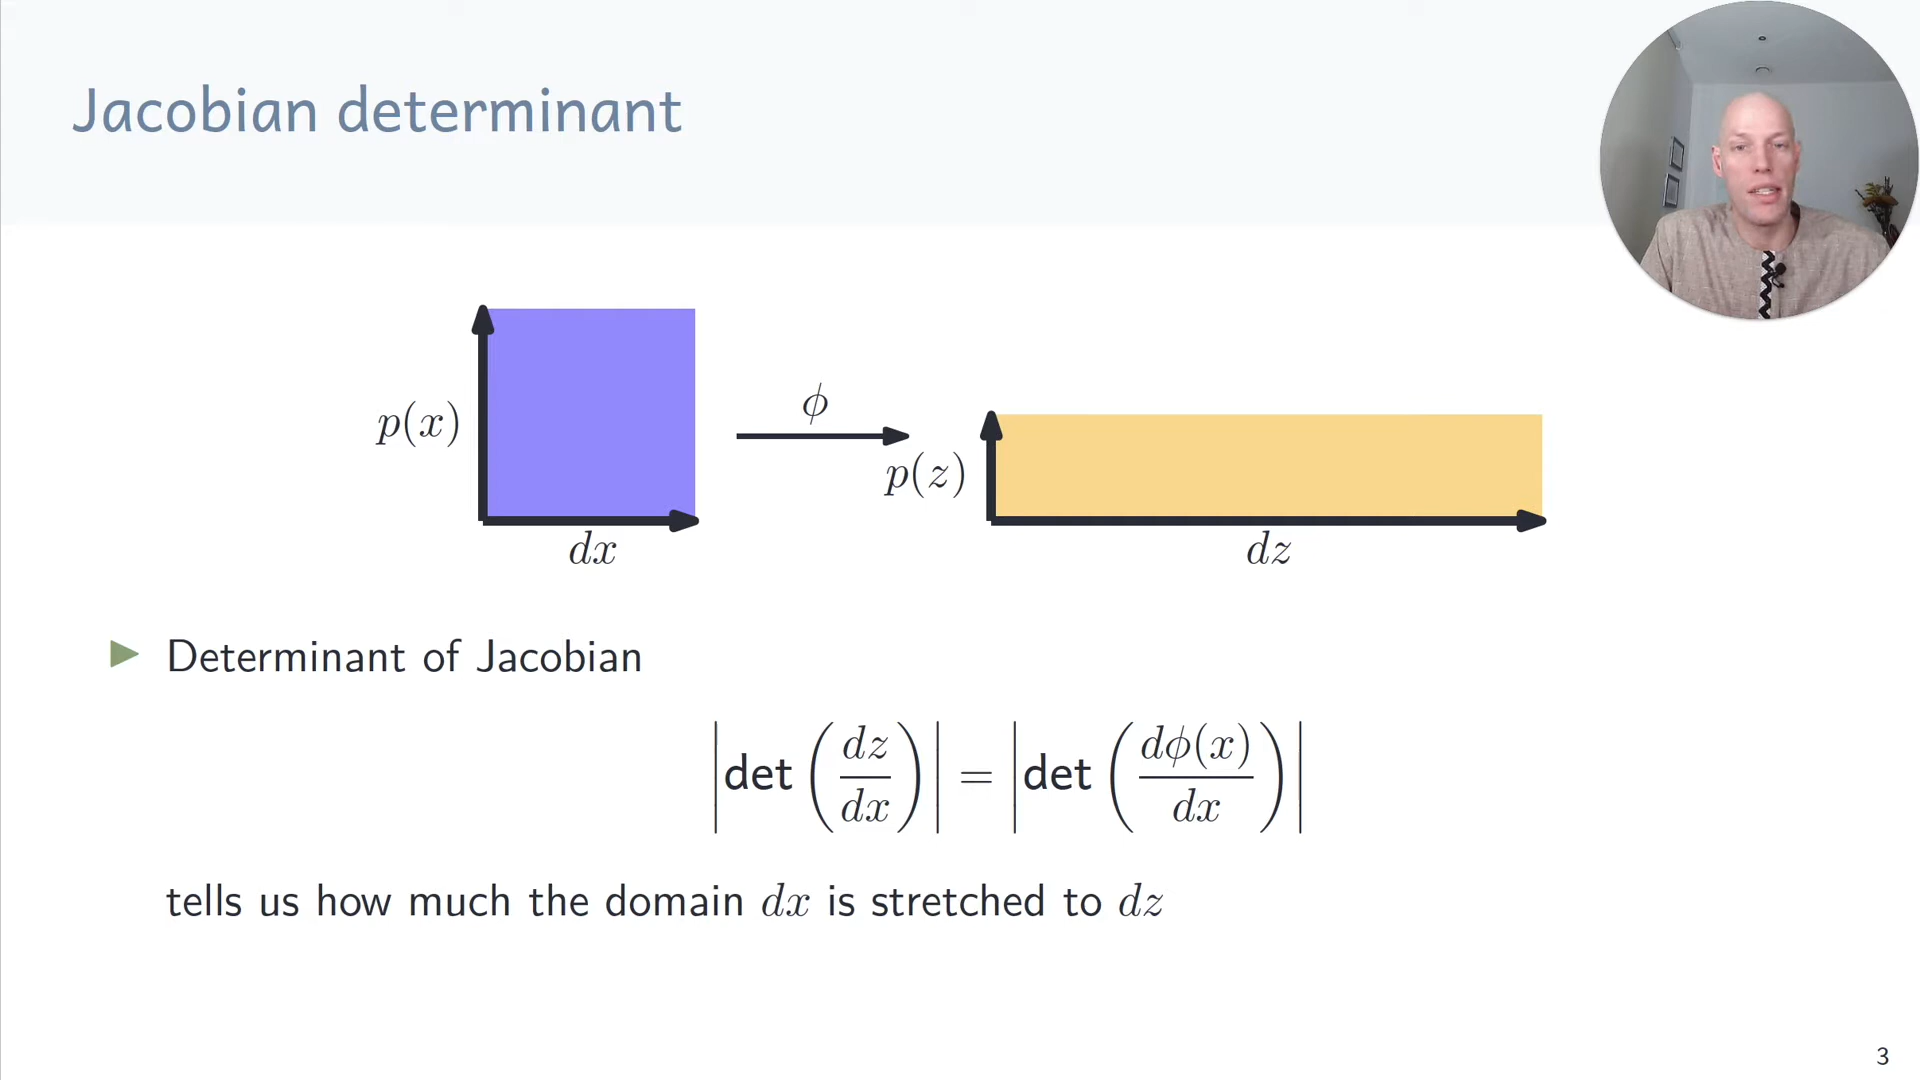 Jacobian determinant
p(x)
ϕ
p(z)
dx
dz
Determinant of Jacobian
|det(dz/dx)| = |det(dϕ(x)/dx)|
tells us how much the domain dx is stretched to dz
3